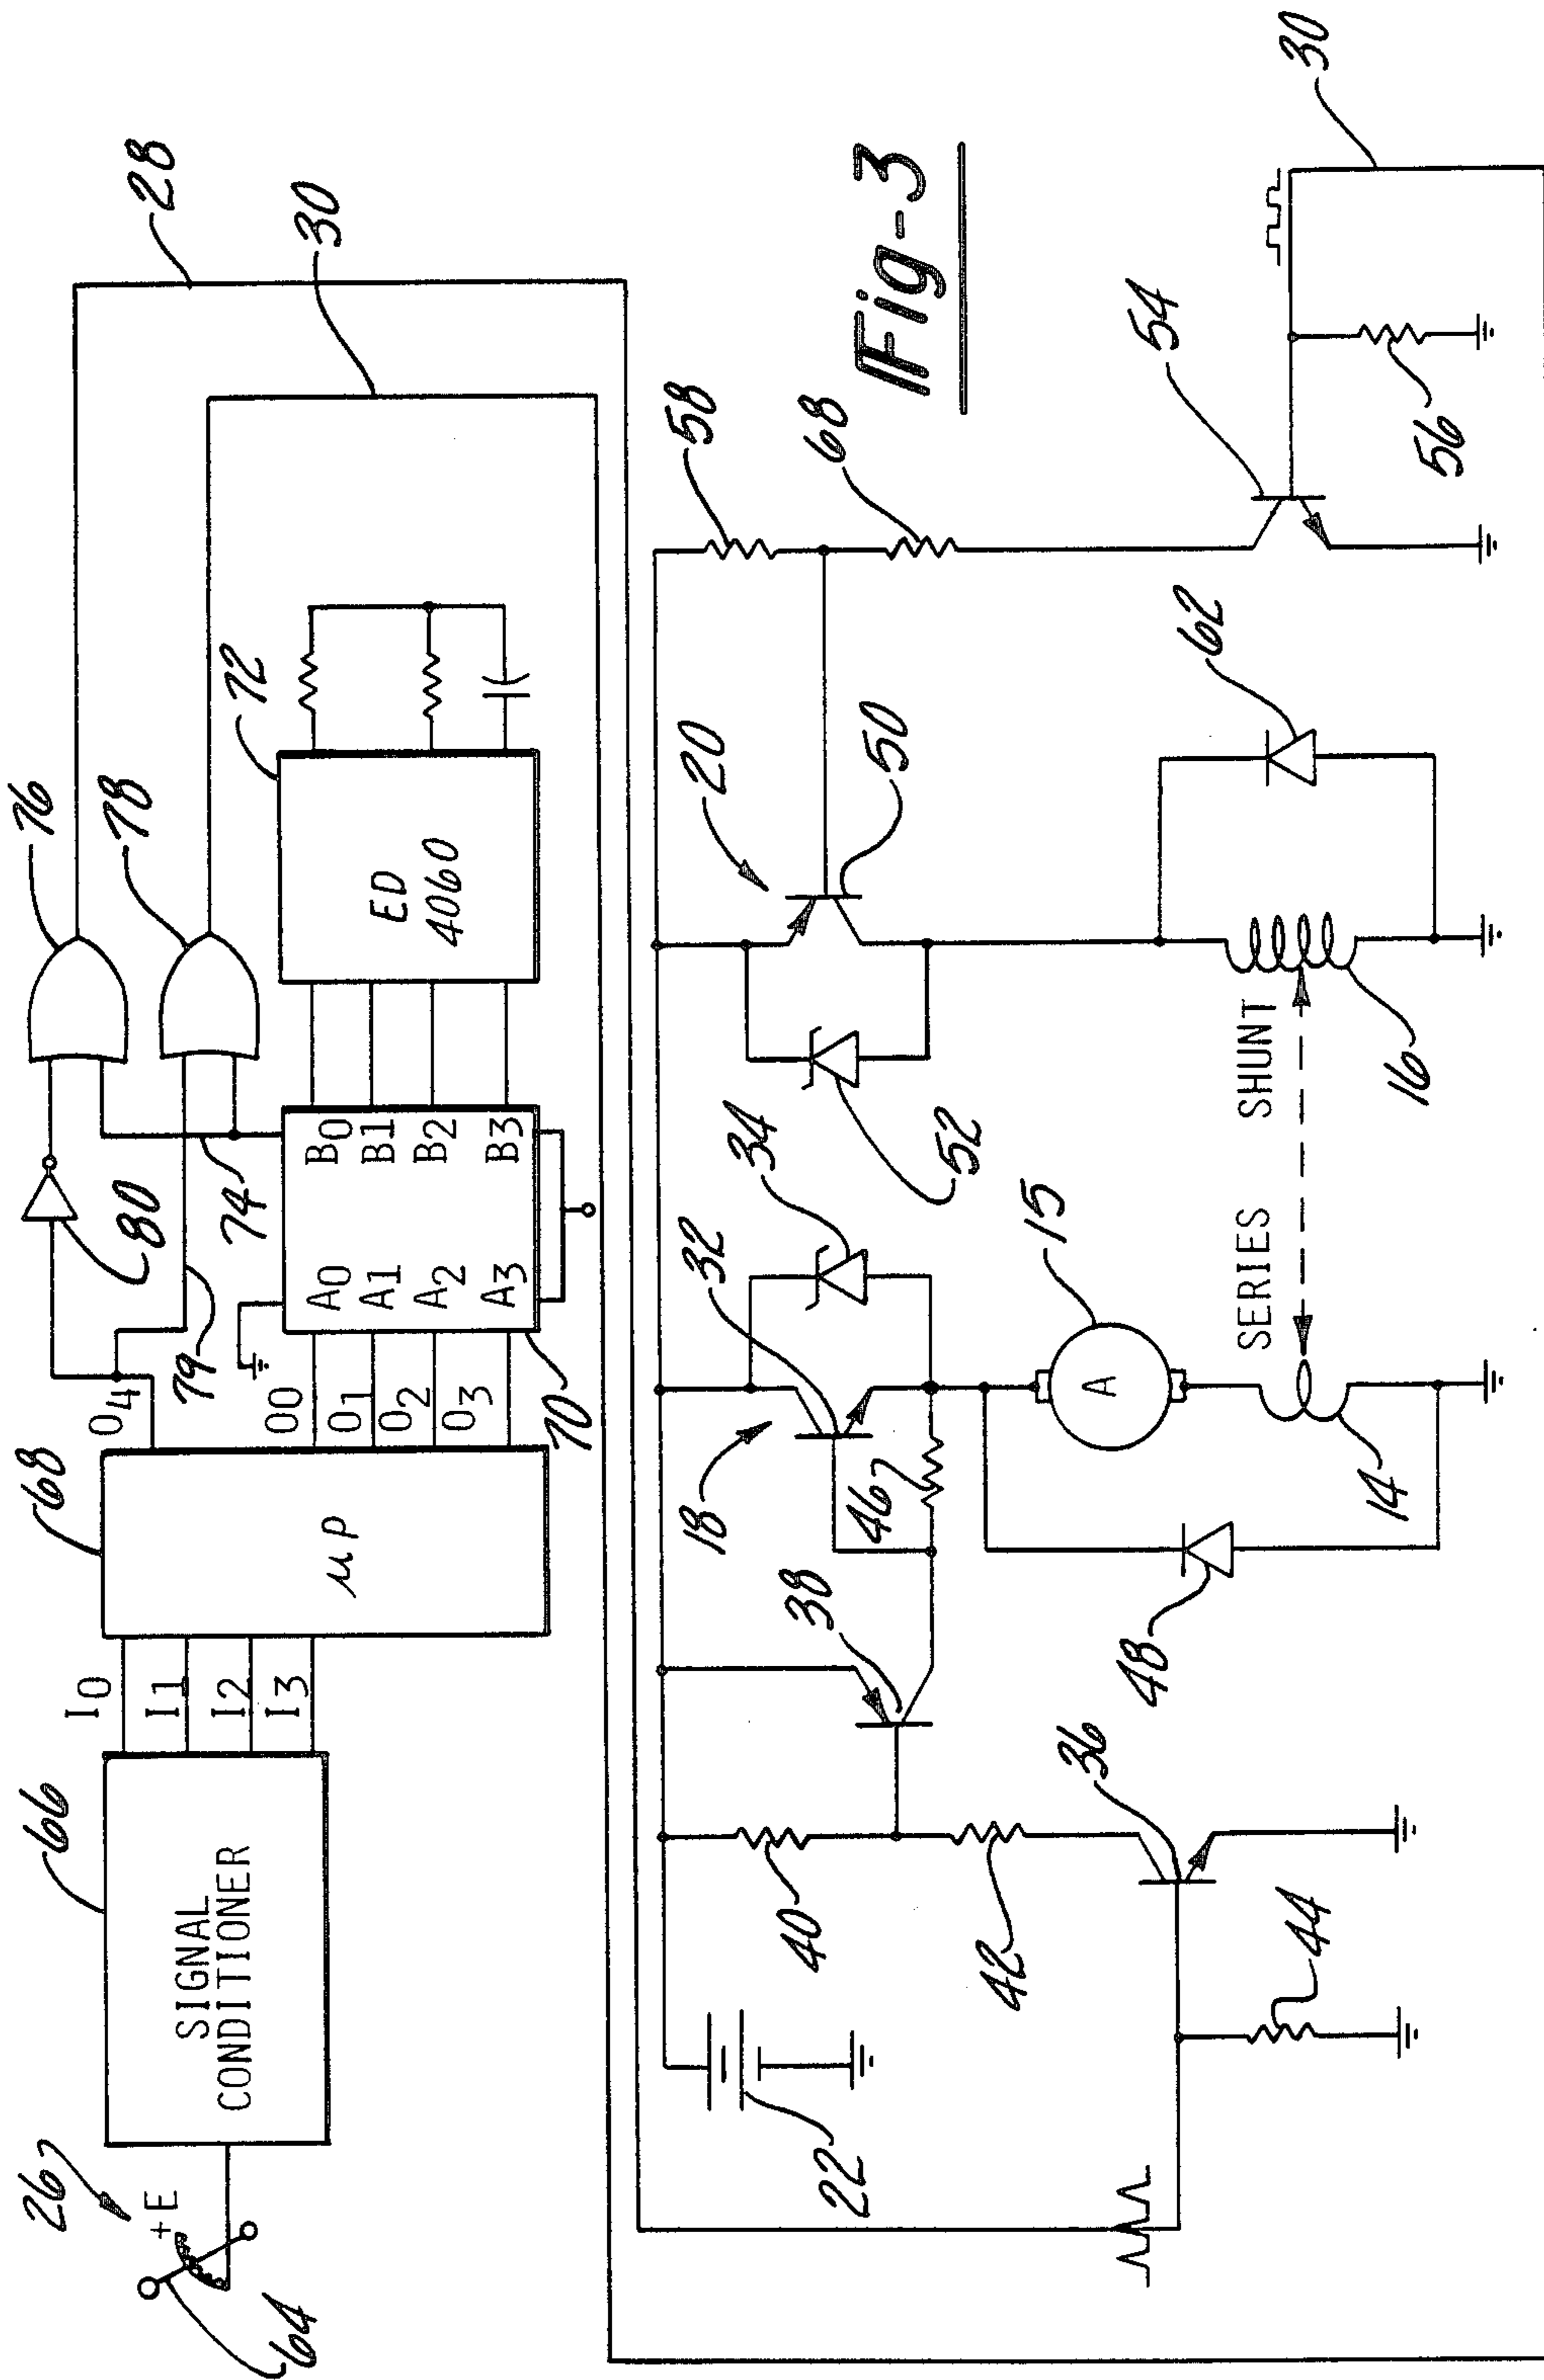 26
+E
64
66
SIGNAL
CONDITIONER
I0
I1
I2
I3
68
μP
O4
O0
O1
O2
O3
79
80
70
A0
A1
A2
A3
B0
B1
B2
B3
74
76
78
72
ED
4060
28
30
22
40
42
44
36
38
18
46
32
34
48
15
A
14
SERIES
SHUNT
52
20
50
16
62
58
68
54
56
30
Fig-3